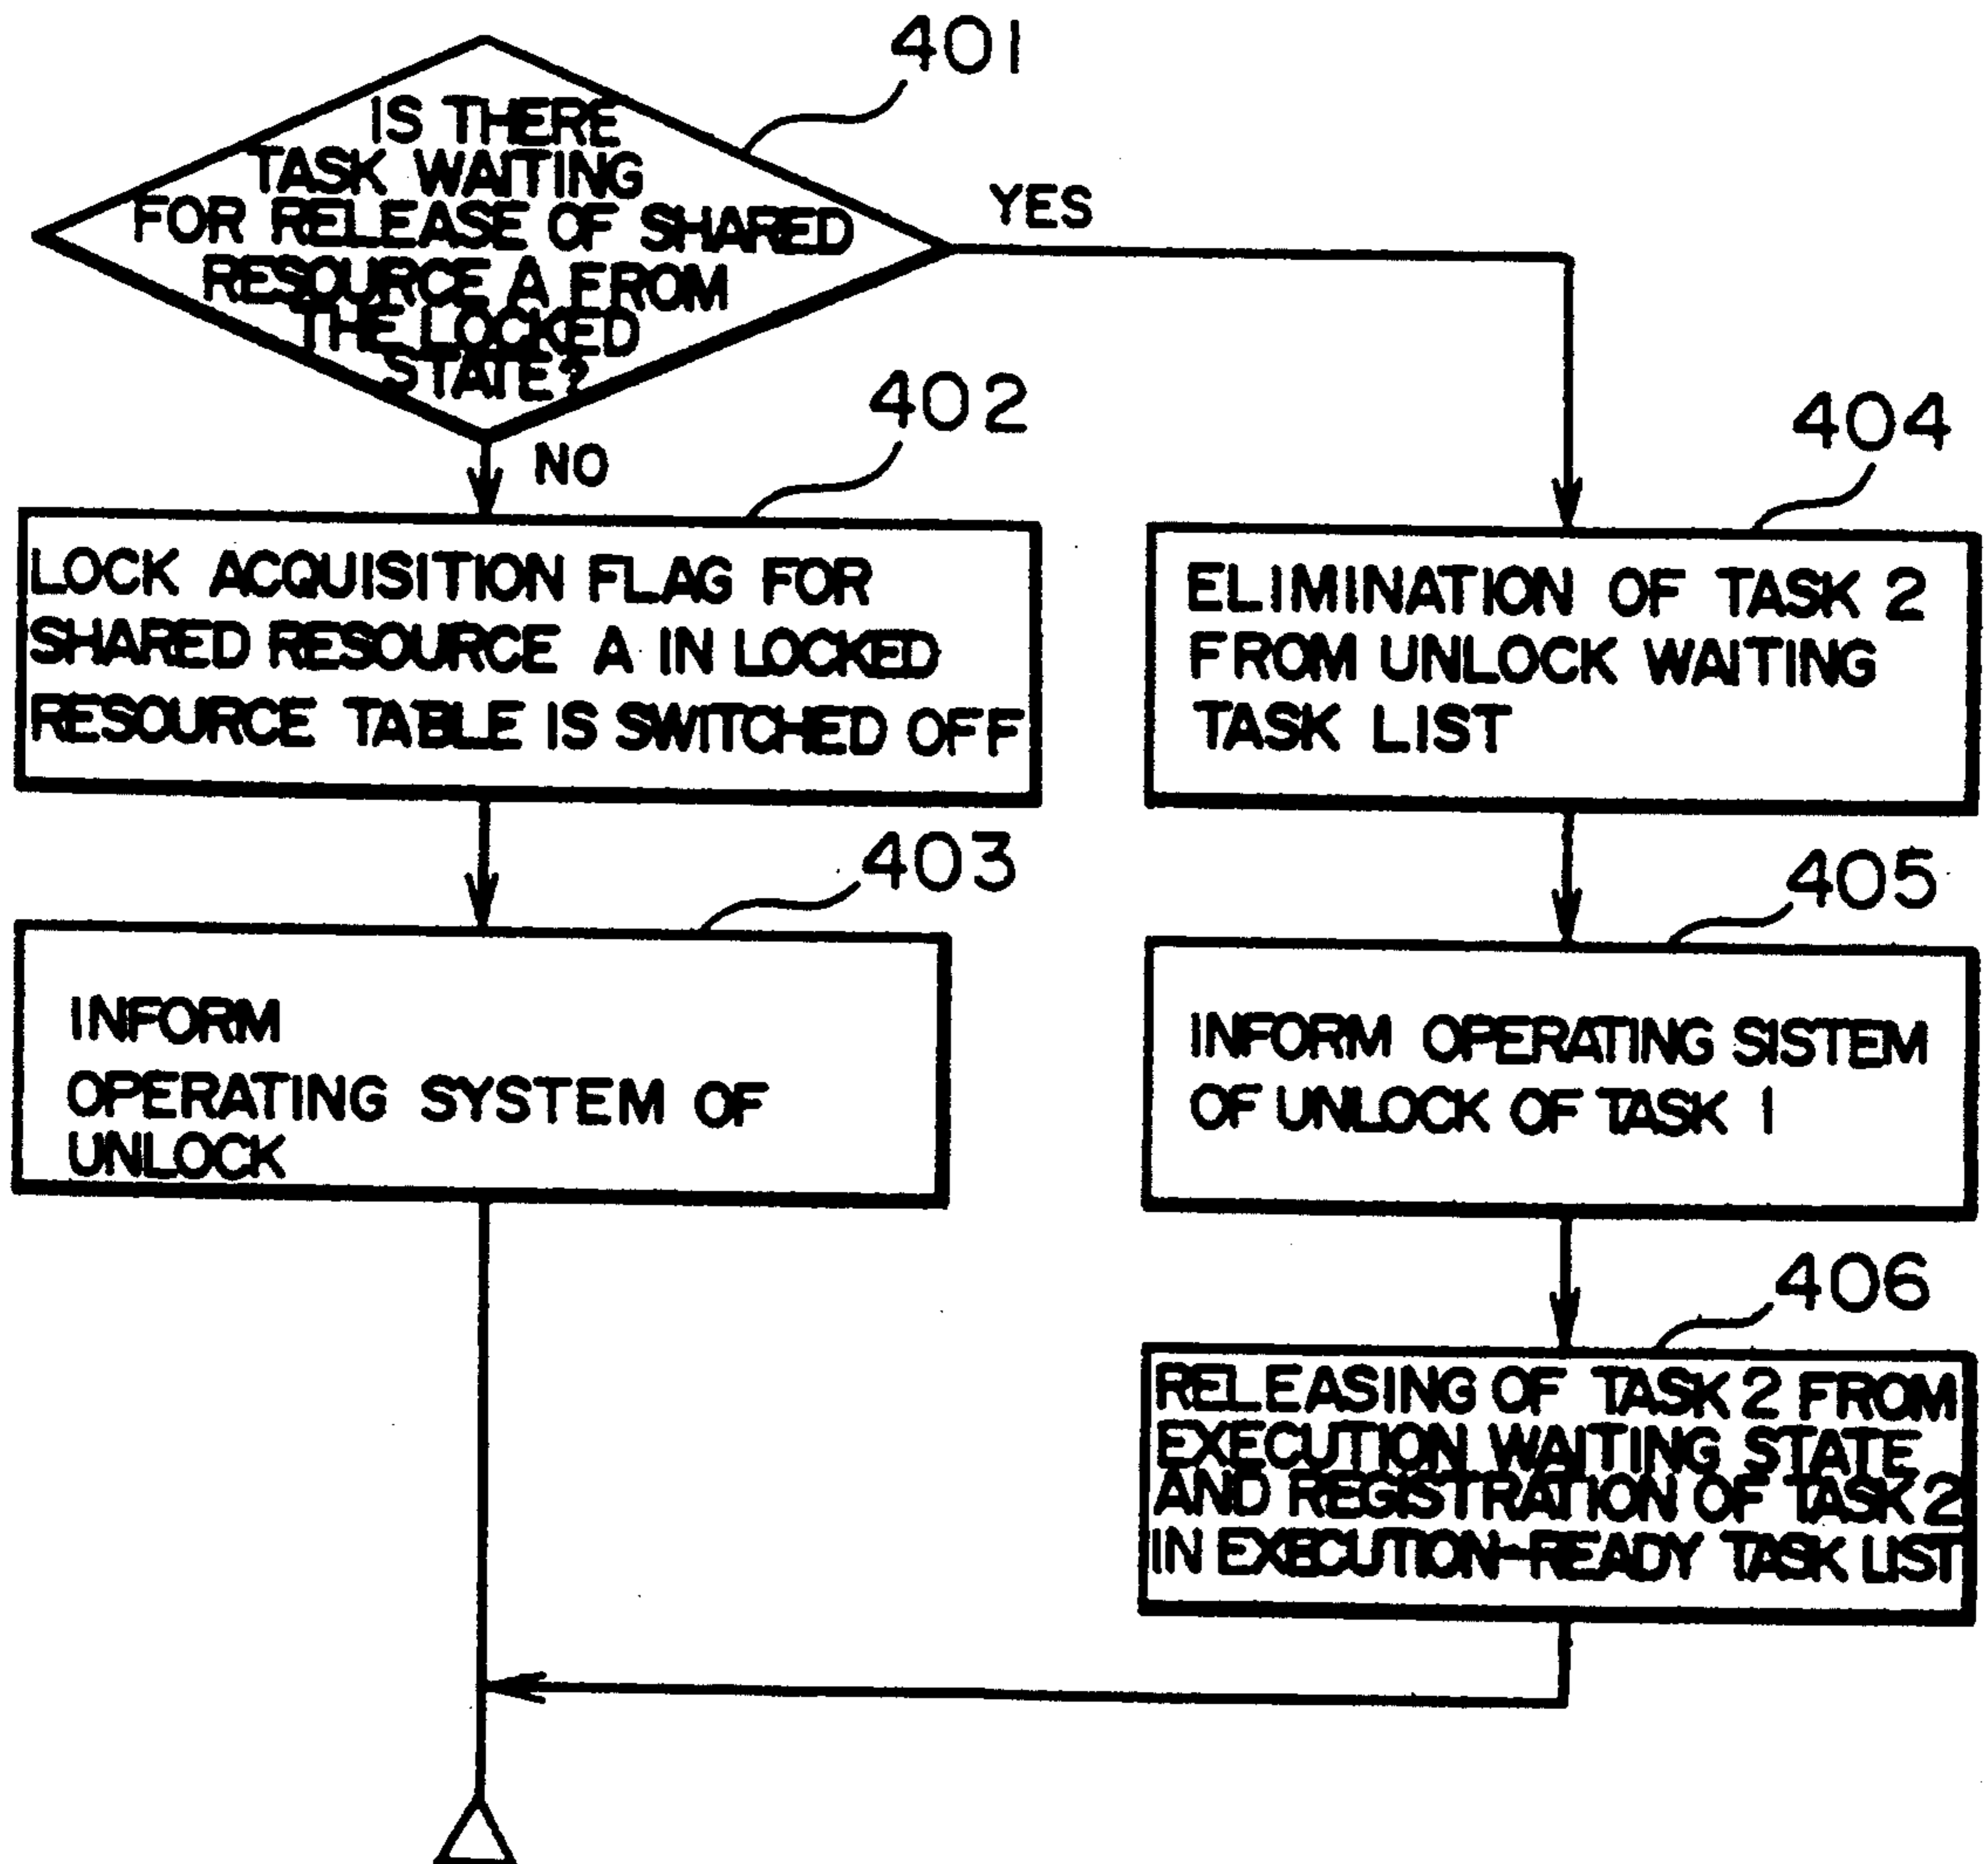 401
IS THERE
TASK WAITING
FOR RELEASE OF SHARED
RESOURCE A FROM
THE LOCKED
STATE?
YES
NO
402
LOCK ACQUISITION FLAG FOR
SHARED RESOURCE A IN LOCKED
RESOURCE TABLE IS SWITCHED OFF
403
INFORM
OPERATING SYSTEM OF
UNLOCK
404
ELIMINATION OF TASK 2
FROM UNLOCK WAITING
TASK LIST
405
INFORM OPERATING SISTEM
OF UNLOCK OF TASK 1
406
RELEASING OF TASK 2 FROM
EXECUTION WAITING STATE
AND REGISTRATION OF TASK 2
IN EXECUTION-READY TASK LIST